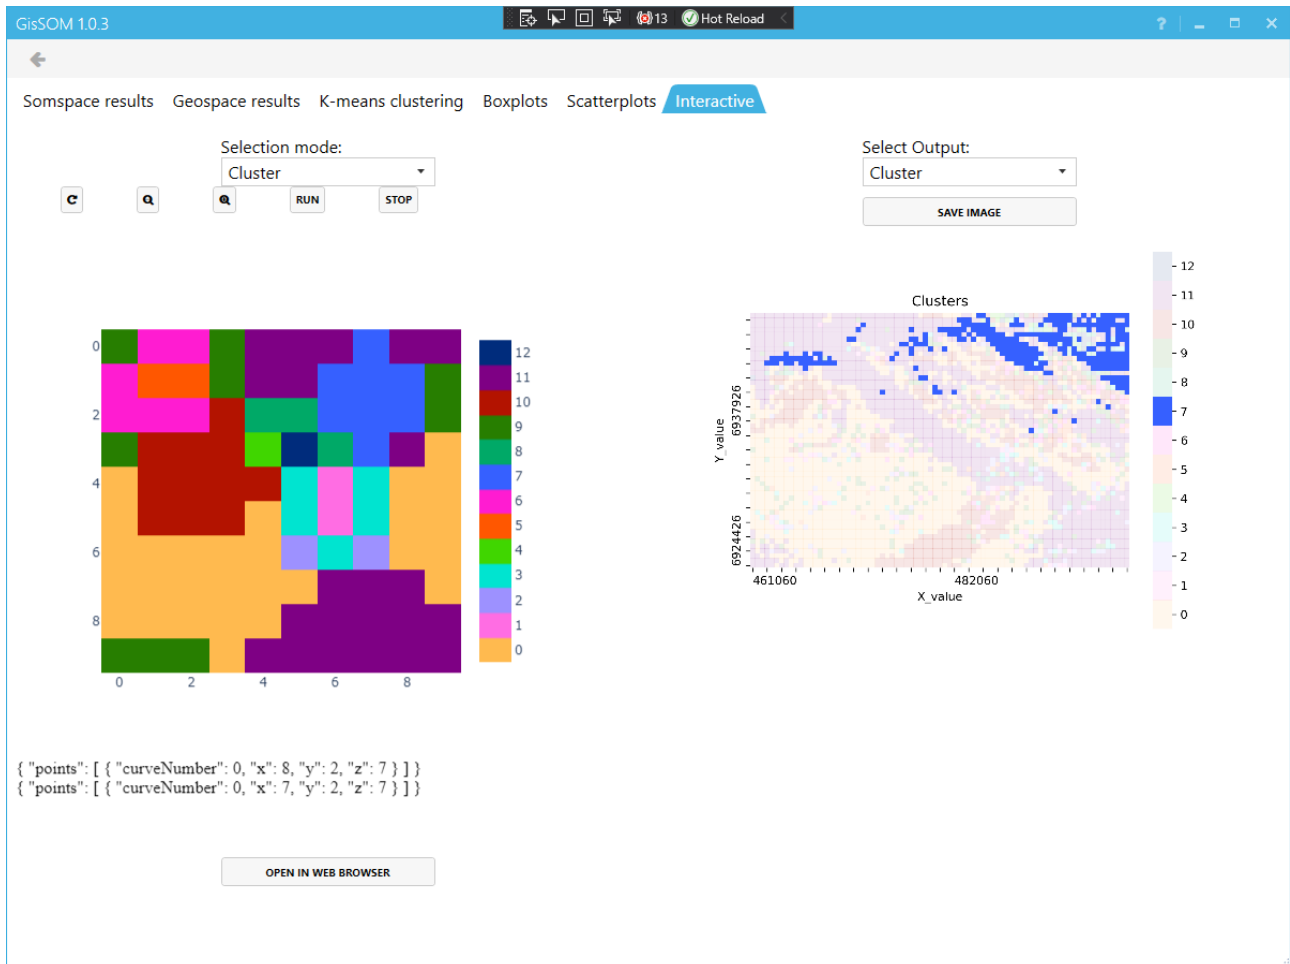 GisSOM 1.0.3
13 Hot Reload
?
Somspace results Geospace results K-means clustering Boxplots Scatterplots Interactive
Selection mode:
Cluster
RUN STOP
Select Output:
Cluster
SAVE IMAGE
0
2
4
6
8
0 2 4 6 8
12
11
10
9
8
7
6
5
4
3
2
1
0
Clusters
Y_value
6937926
6924426
461060 482060
X_value
12
11
10
9
8
7
6
5
4
3
2
1
0
{ "points": [ { "curveNumber": 0, "x": 8, "y": 2, "z": 7 } ] }
{ "points": [ { "curveNumber": 0, "x": 7, "y": 2, "z": 7 } ] }
OPEN IN WEB BROWSER